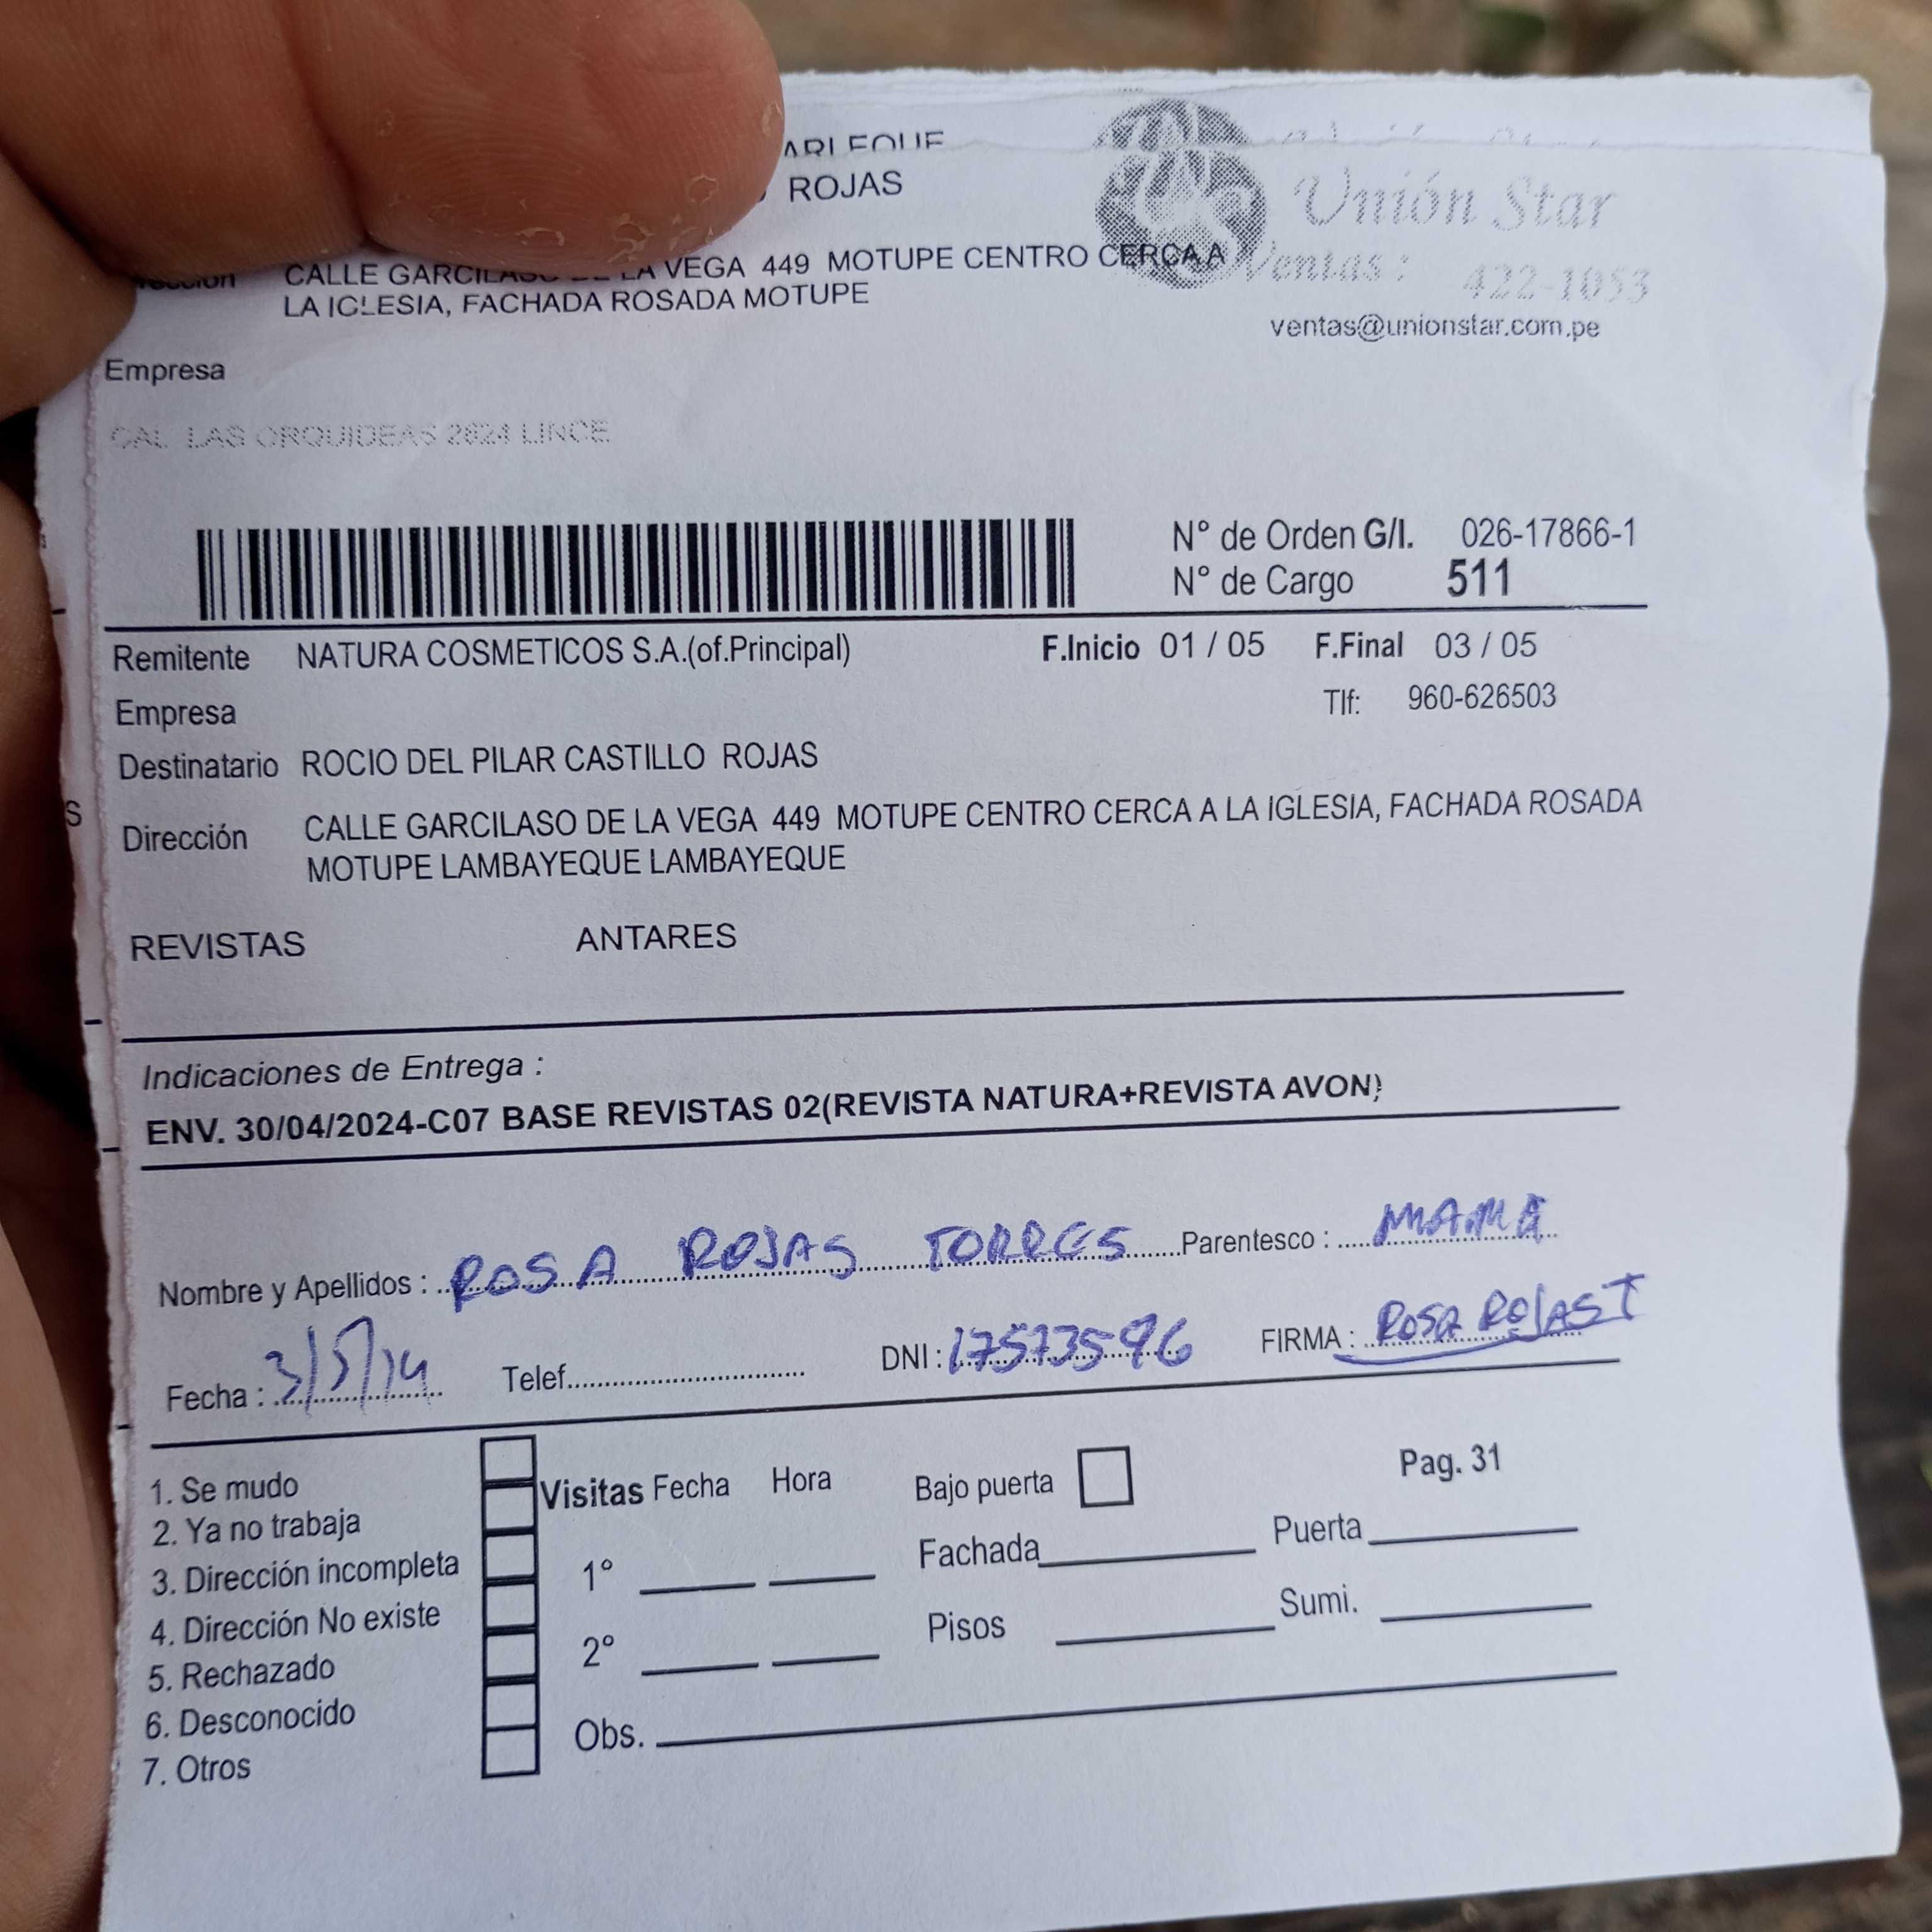 ROJAS
Unión Star
CALLE GARCILASO DE LA VEGA 449 MOTUPE CENTRO CERCA A
LA IGLESIA, FACHADA ROSADA MOTUPE
Ventas : 422-1053
ventas@unionstar.com.pe
Empresa
CAL LAS ORQUIDEAS 2624 LINCE
N° de Orden G/I. 026-17866-1
N° de Cargo 511
Remitente NATURA COSMETICOS S.A.(of.Principal) F.Inicio 01 / 05 F.Final 03 / 05
Empresa Tlf: 960-626503
Destinatario ROCIO DEL PILAR CASTILLO ROJAS
Dirección CALLE GARCILASO DE LA VEGA 449 MOTUPE CENTRO CERCA A LA IGLESIA, FACHADA ROSADA
MOTUPE LAMBAYEQUE LAMBAYEQUE
S
REVISTAS ANTARES
Indicaciones de Entrega :
ENV. 30/04/2024-C07 BASE REVISTAS 02(REVISTA NATURA+REVISTA AVON)
Nombre y Apellidos : ROSA ROJAS TORRES Parentesco : MAMA
Fecha : 3/5/14 Telef. DNI : 17573596 FIRMA : ROSA ROJAS T
1. Se mudo
2. Ya no trabaja
3. Dirección incompleta
4. Dirección No existe
5. Rechazado
6. Desconocido
7. Otros
Visitas Fecha Hora
1°
2°
Obs.
Bajo puerta Pag. 31
Fachada Puerta
Pisos Sumi.